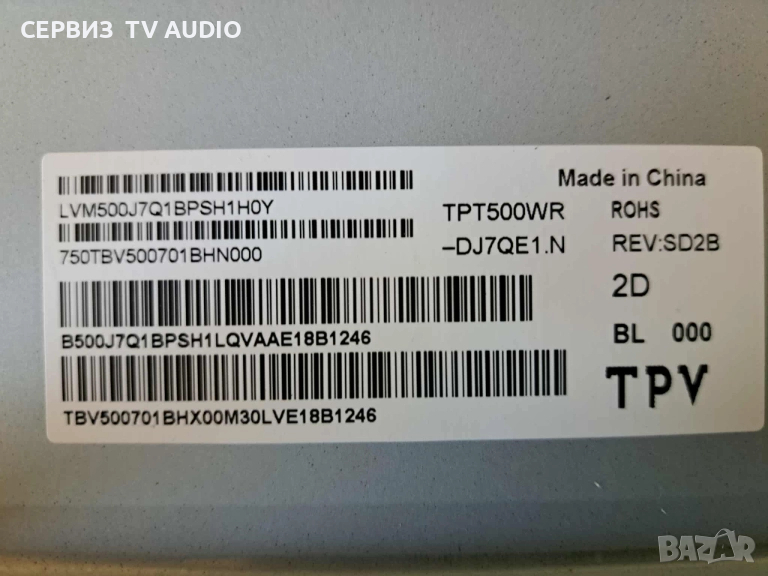 СЕРВИЗ TV AUDIO
Made in China
LVM500J7Q1BPSH1H0Y
TPT500WR ROHS
750TBV500701BHN000
-DJ7QE1.N REV:SD2B
2D
B500J7Q1BPSH1LQVAAE18B1246
BL 000
TPV
TBV500701BHX00M30LVE18B1246
BAZAR